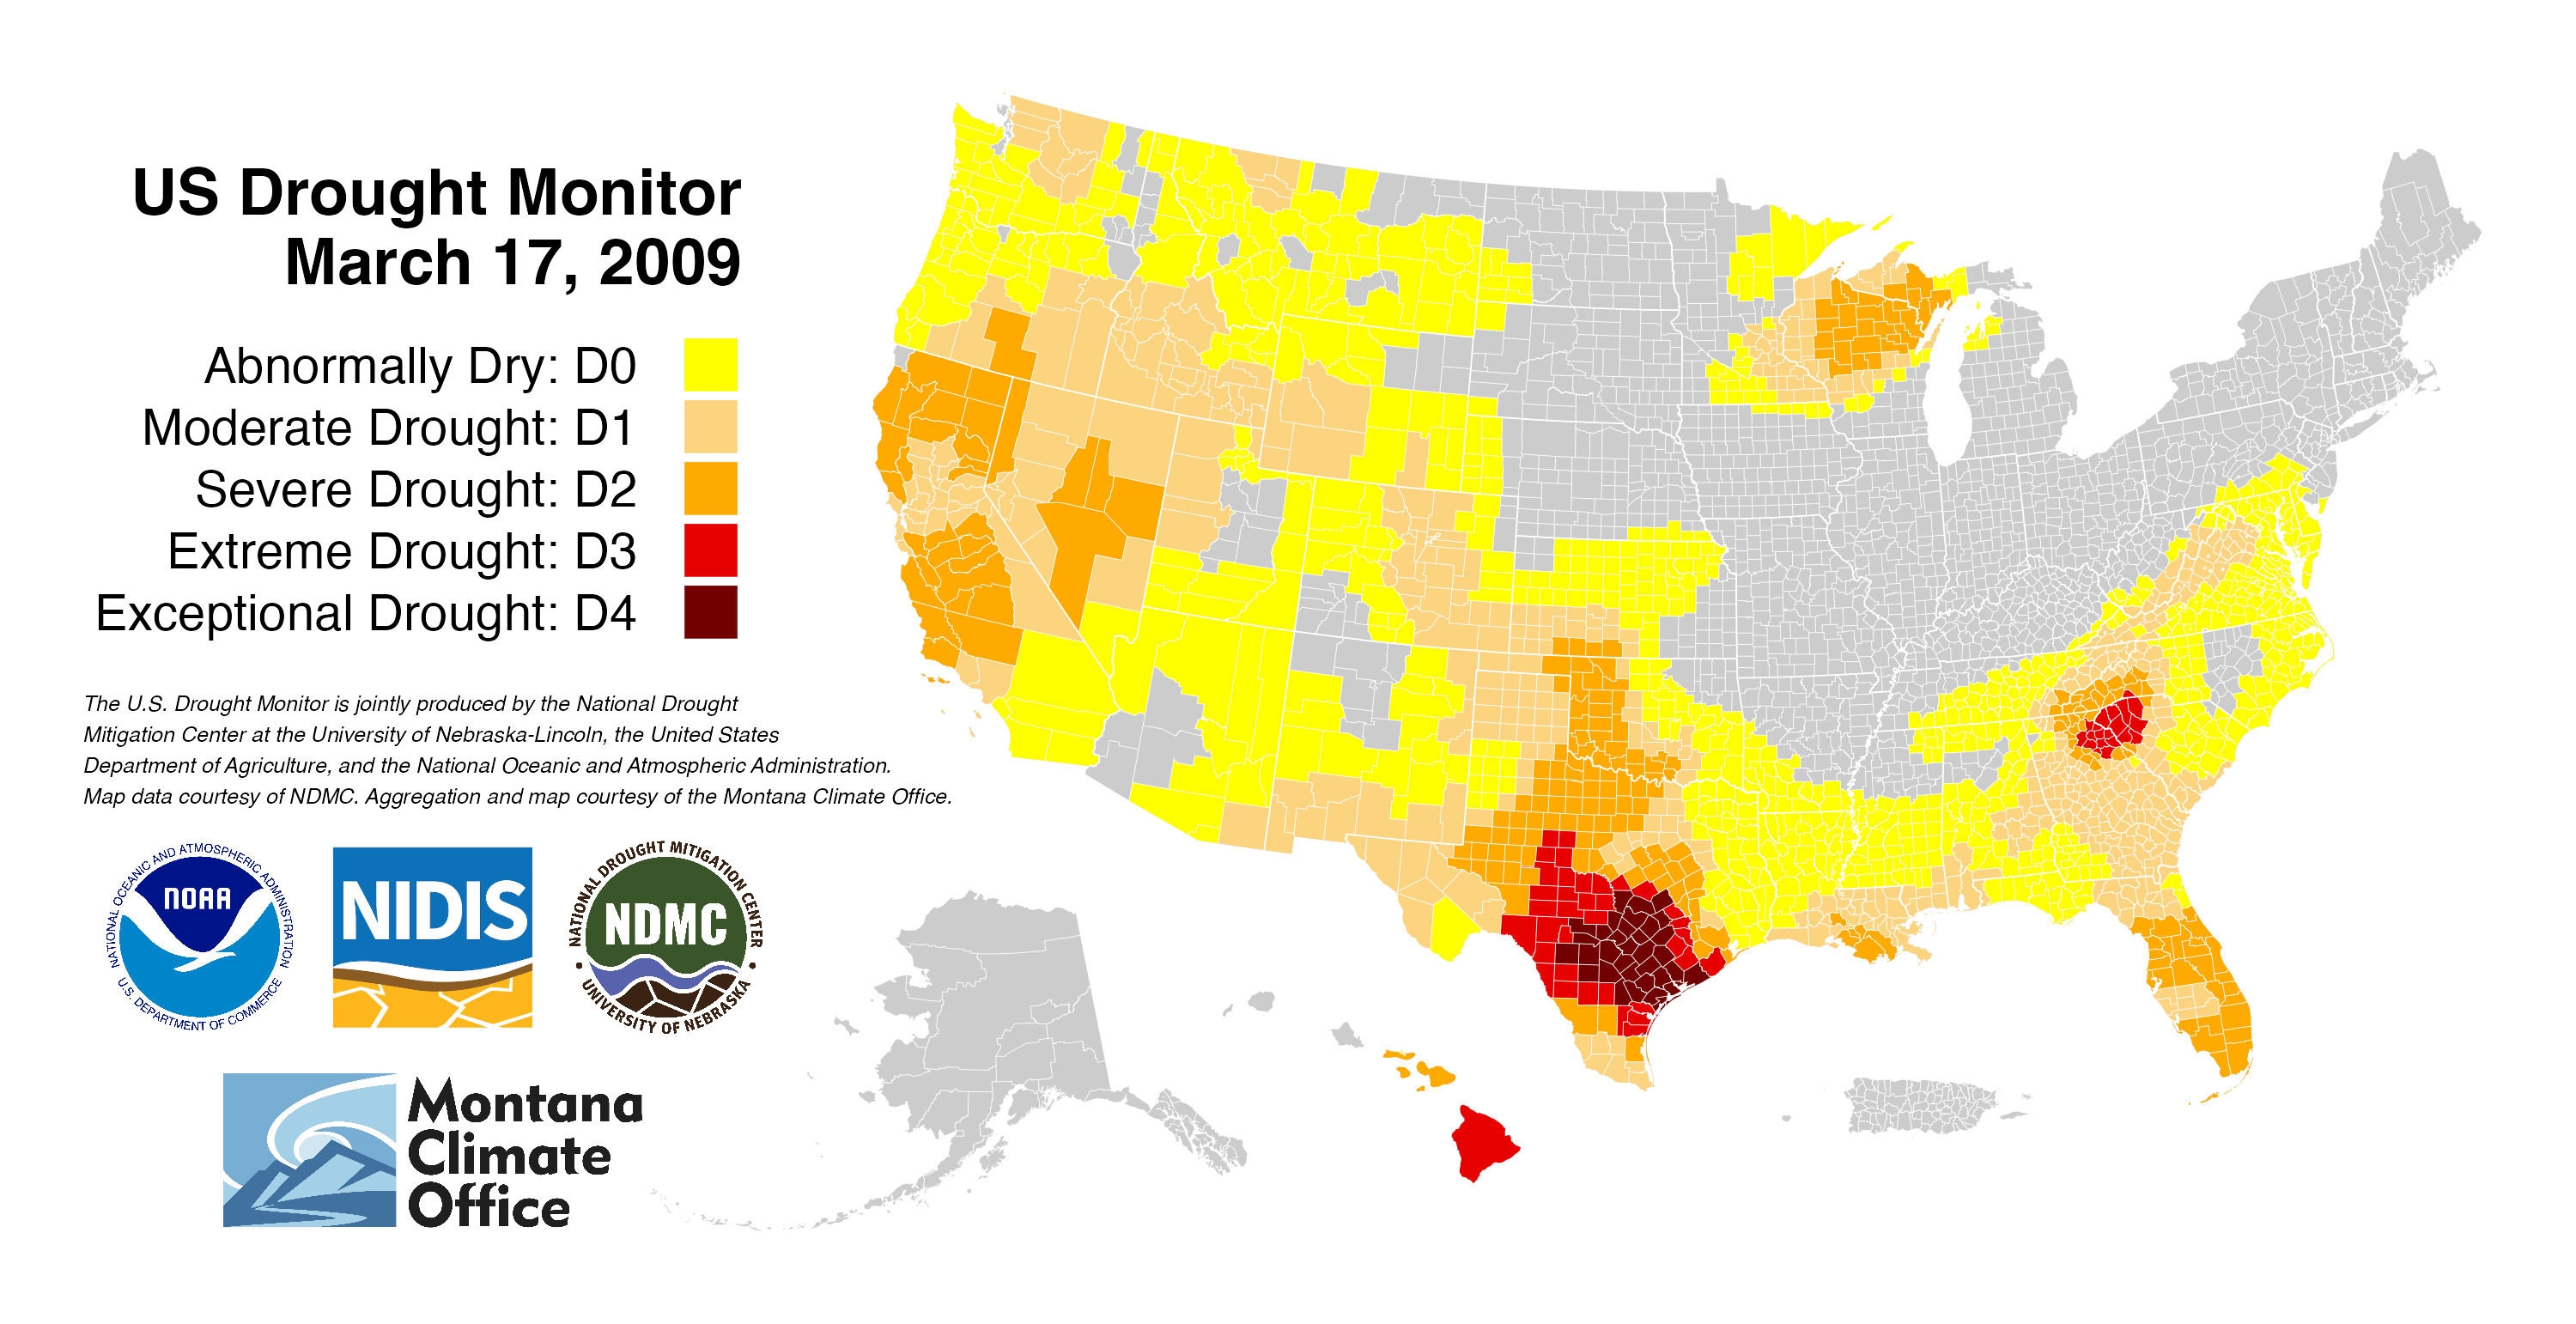 US Drought Monitor
March 17, 2009
Abnormally Dry: D0
Moderate Drought: D1
Severe Drought: D2
Extreme Drought: D3
Exceptional Drought: D4
The U.S. Drought Monitor is jointly produced by the National Drought
Mitigation Center at the University of Nebraska-Lincoln, the United States
Department of Agriculture, and the National Oceanic and Atmospheric Administration.
Map data courtesy of NDMC. Aggregation and map courtesy of the Montana Climate Office.
NATIONAL OCEANIC AND ATMOSPHERIC ADMINISTRATION
NOAA
U.S. DEPARTMENT OF COMMERCE
NIDIS
NATIONAL DROUGHT MITIGATION CENTER
NDMC
UNIVERSITY OF NEBRASKA
Montana
Climate
Office